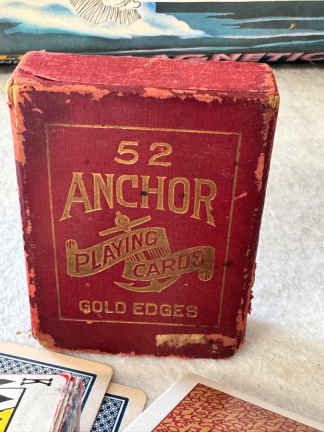 52
ANCHOR
PLAYING
CARDS
GOLD EDGES
K